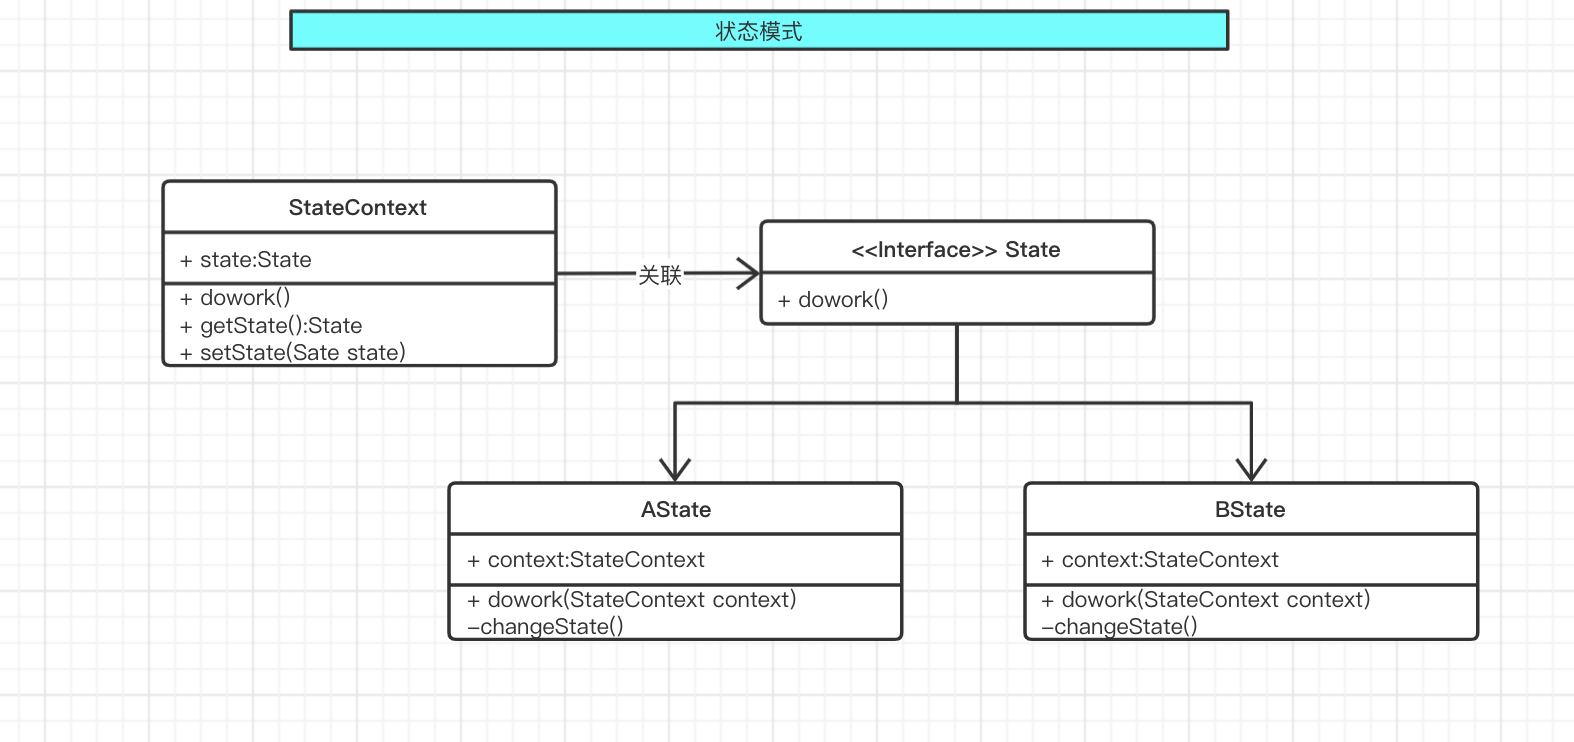 状态模式
StateContext
+ state:State
+ dowork()
+ getState():State
+ setState(Sate state)
关联
<<Interface>> State
+ dowork()
AState
+ context:StateContext
+ dowork(StateContext context)
-changeState()
BState
+ context:StateContext
+ dowork(StateContext context)
-changeState()